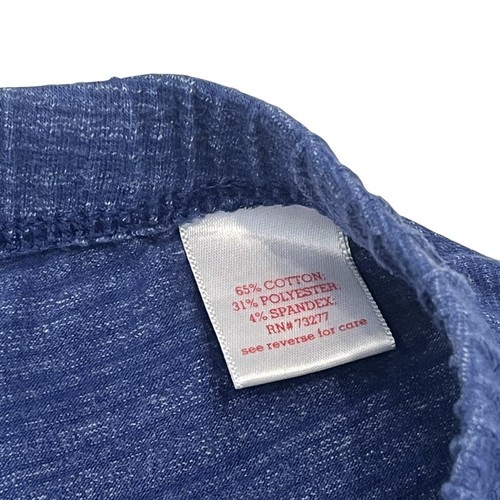 65% COTTON;
31% POLYESTER;
4% SPANDEX;
RN# 73277
see reverse for care